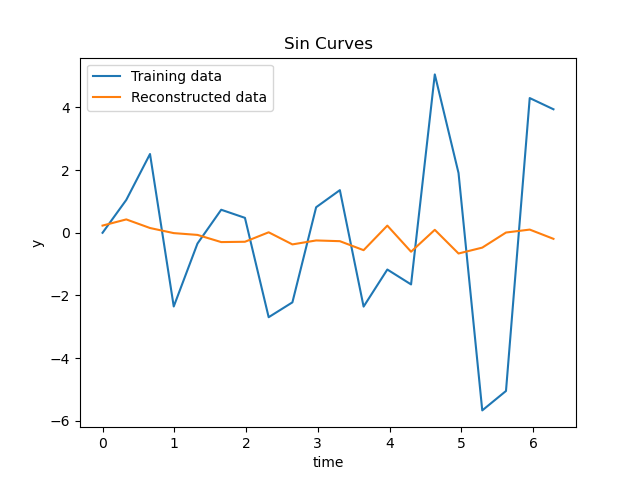 Sin Curves
Training data
Reconstructed data
4
2
0
−2
−4
−6
y
0 1 2 3 4 5 6
time